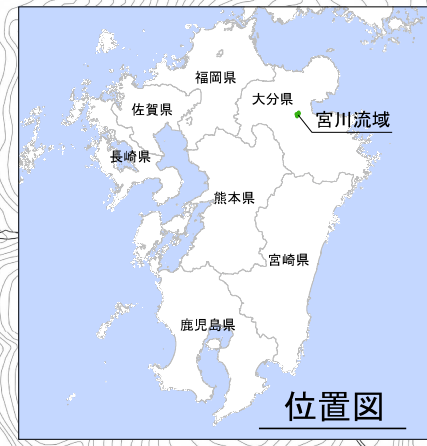 福岡県
大分県
佐賀県
宮川流域
長崎県
熊本県
宮崎県
鹿児島県
位置図